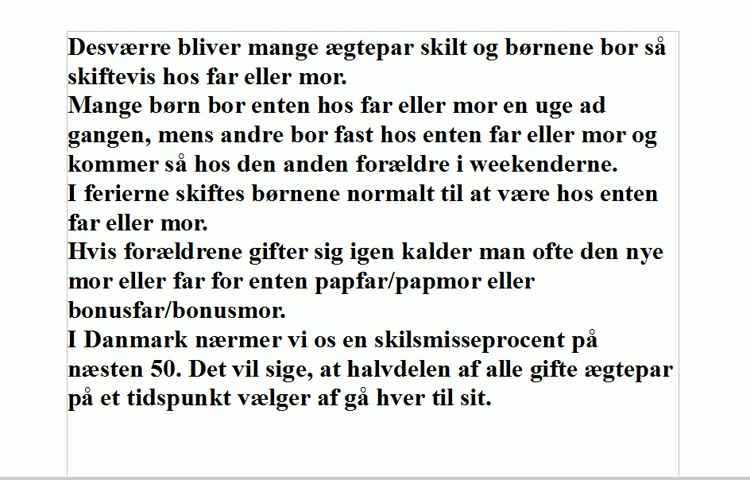 Desværre bliver mange ægtepar skilt og børnene bor så
skiftevis hos far eller mor.
Mange børn bor enten hos far eller mor en uge ad
gangen, mens andre bor fast hos enten far eller mor og
kommer så hos den anden forældre i weekenderne.
I ferierne skiftes børnene normalt til at være hos enten
far eller mor.
Hvis forældrene gifter sig igen kalder man ofte den nye
mor eller far for enten papfar/papmor eller
bonusfar/bonusmor.
I Danmark nærmer vi os en skilsmisseprocent på
næsten 50. Det vil sige, at halvdelen af alle gifte ægtepar
på et tidspunkt vælger af gå hver til sit.